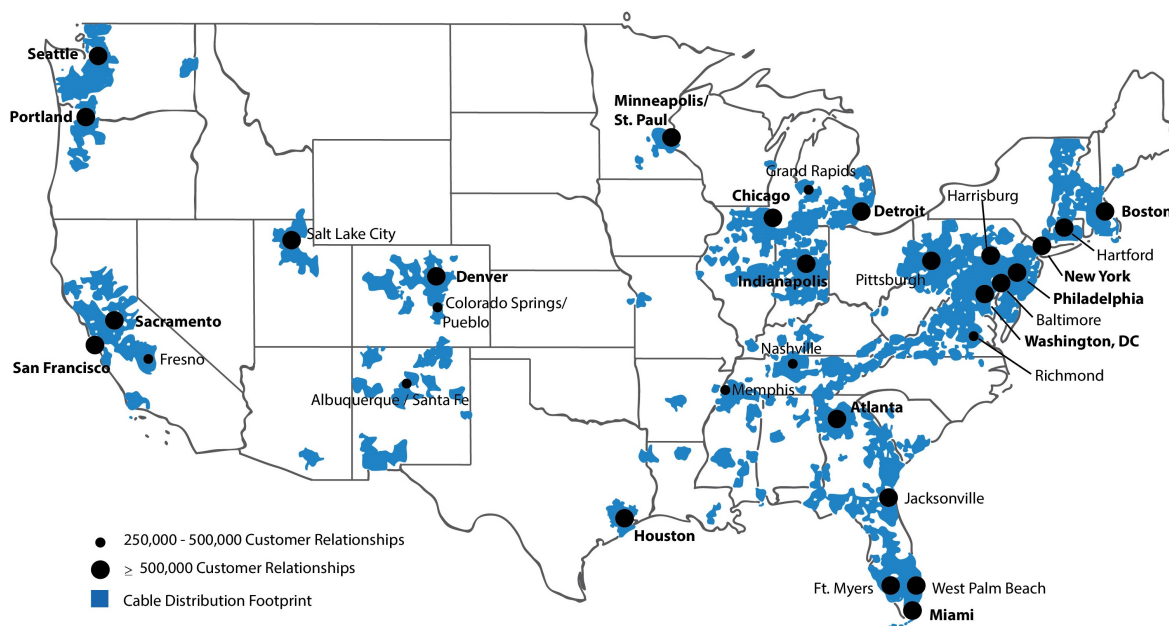 Seattle
Portland
Minneapolis/
St. Paul
Grand Rapids
Chicago
Detroit
Harrisburg
Boston
Hartford
New York
Salt Lake City
Denver
Colorado Springs/
Pueblo
Indianapolis
Pittsburgh
Philadelphia
Baltimore
Washington, DC
Richmond
Sacramento
San Francisco
Fresno
Albuquerque / Santa Fe
Nashville
Memphis
Atlanta
Jacksonville
Houston
Ft. Myers
West Palm Beach
Miami
250,000 - 500,000 Customer Relationships
≥ 500,000 Customer Relationships
Cable Distribution Footprint